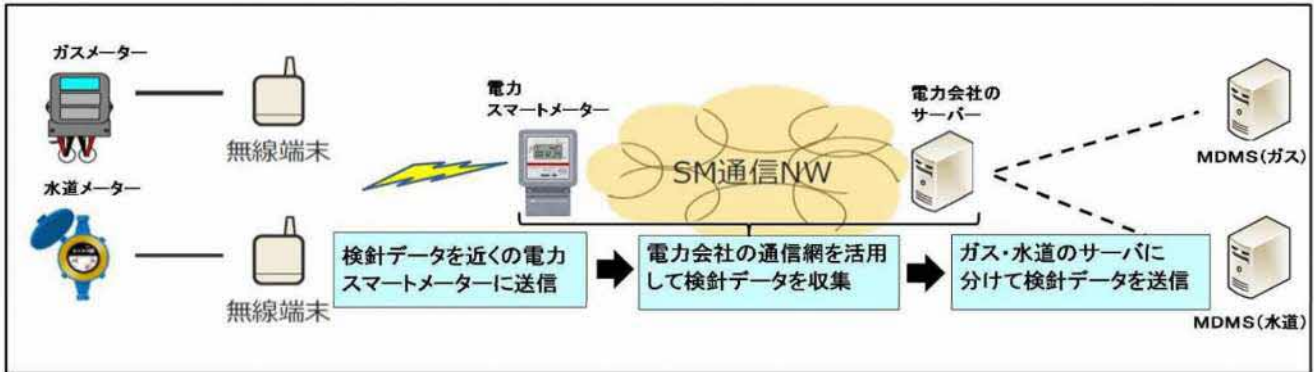 ガスメーター
無線端末
水道メーター
無線端末
電力
スマートメーター
SM通信NW
電力会社の
サーバー
MDMS(ガス)
MDMS(水道)
検針データを近くの電力
スマートメーターに送信
電力会社の通信網を活用
して検針データを収集
ガス・水道のサーバに
分けて検針データを送信